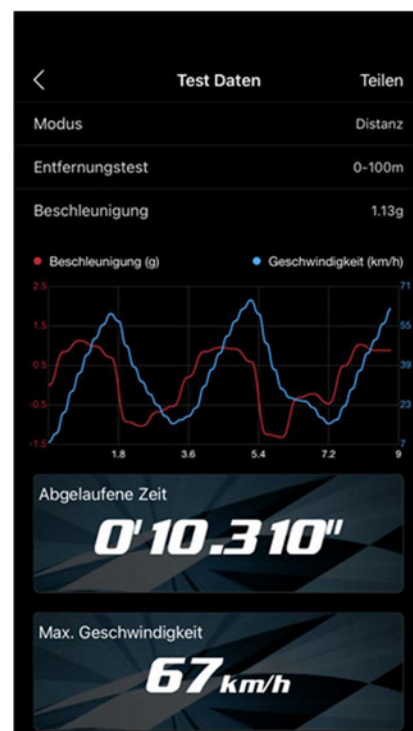 Test Daten Teilen
Modus Distanz
Entfernungstest 0-100m
Beschleunigung 1.13g
Beschleunigung (g) Geschwindigkeit (km/h)
2.5 71
1.5 55
0.5 39
-0.5 23
-1.5 7
1.8 3.6 5.4 7.2 9
Abgelaufene Zeit
0'10.310"
Max. Geschwindigkeit
67 km/h